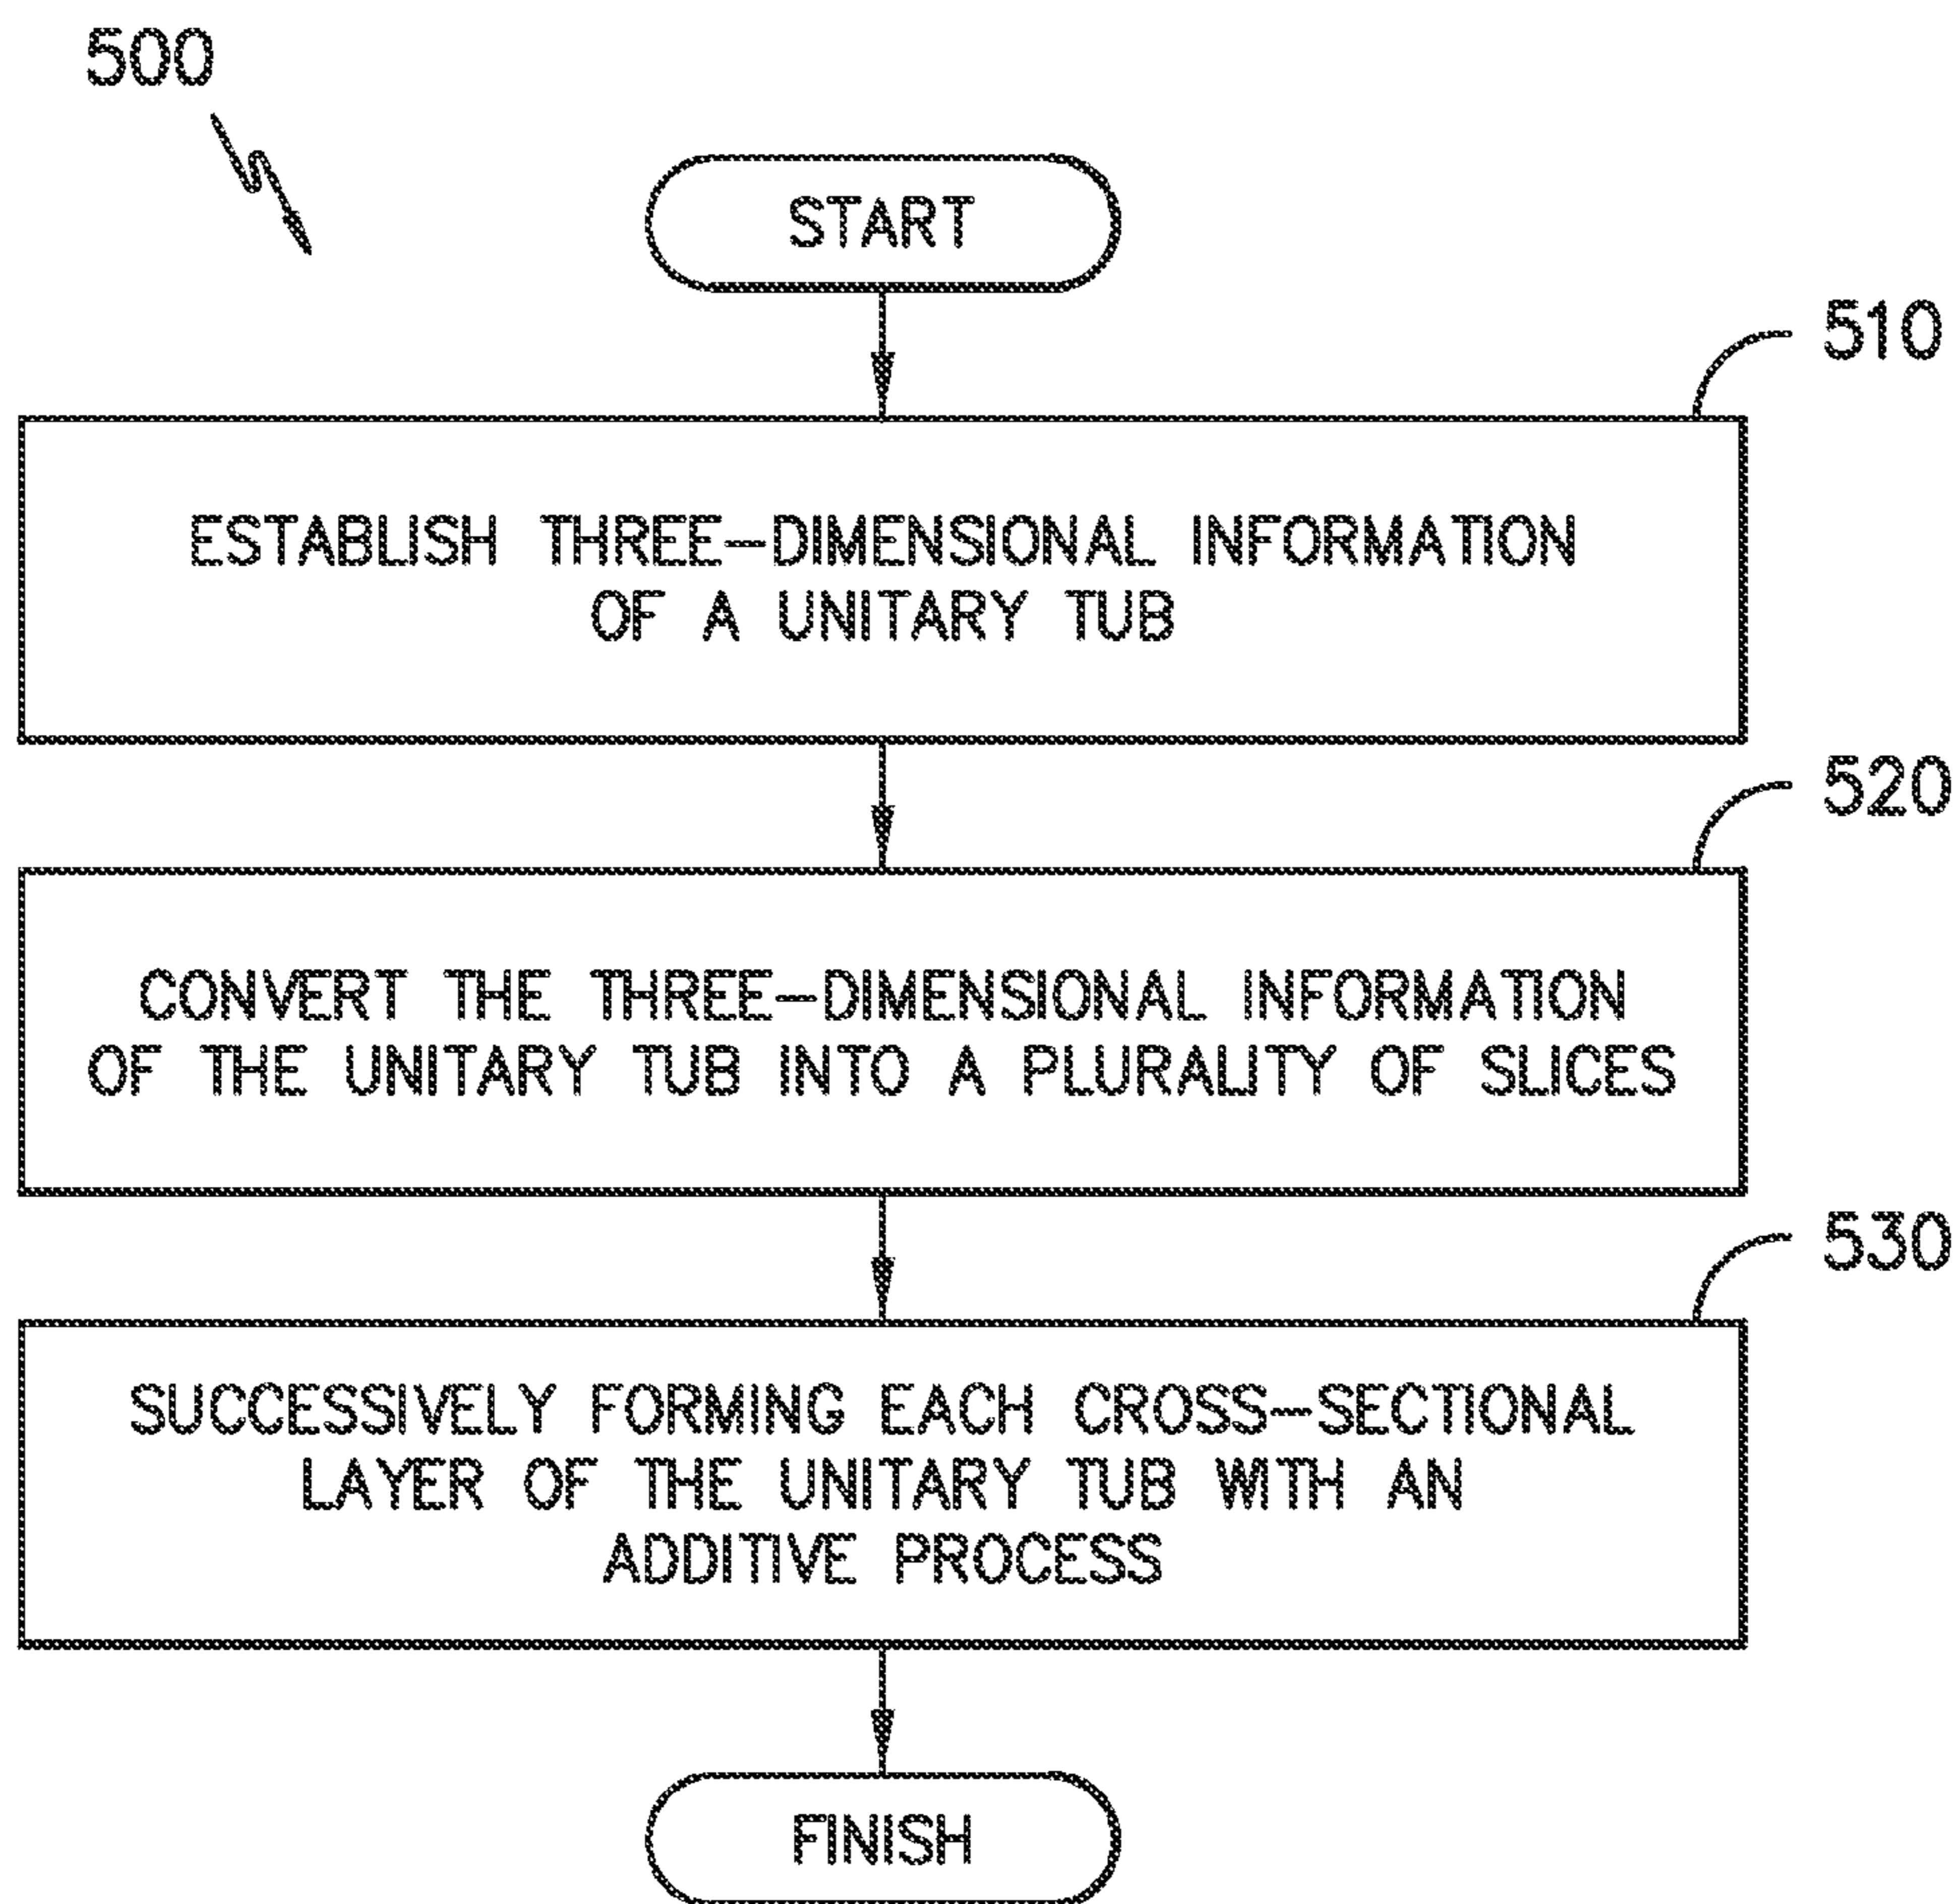 500
START
510
ESTABLISH THREE-DIMENSIONAL INFORMATION
OF A UNITARY TUB
520
CONVERT THE THREE-DIMENSIONAL INFORMATION
OF THE UNITARY TUB INTO A PLURALITY OF SLICES
530
SUCCESSIVELY FORMING EACH CROSS-SECTIONAL
LAYER OF THE UNITARY TUB WITH AN
ADDITIVE PROCESS
FINISH